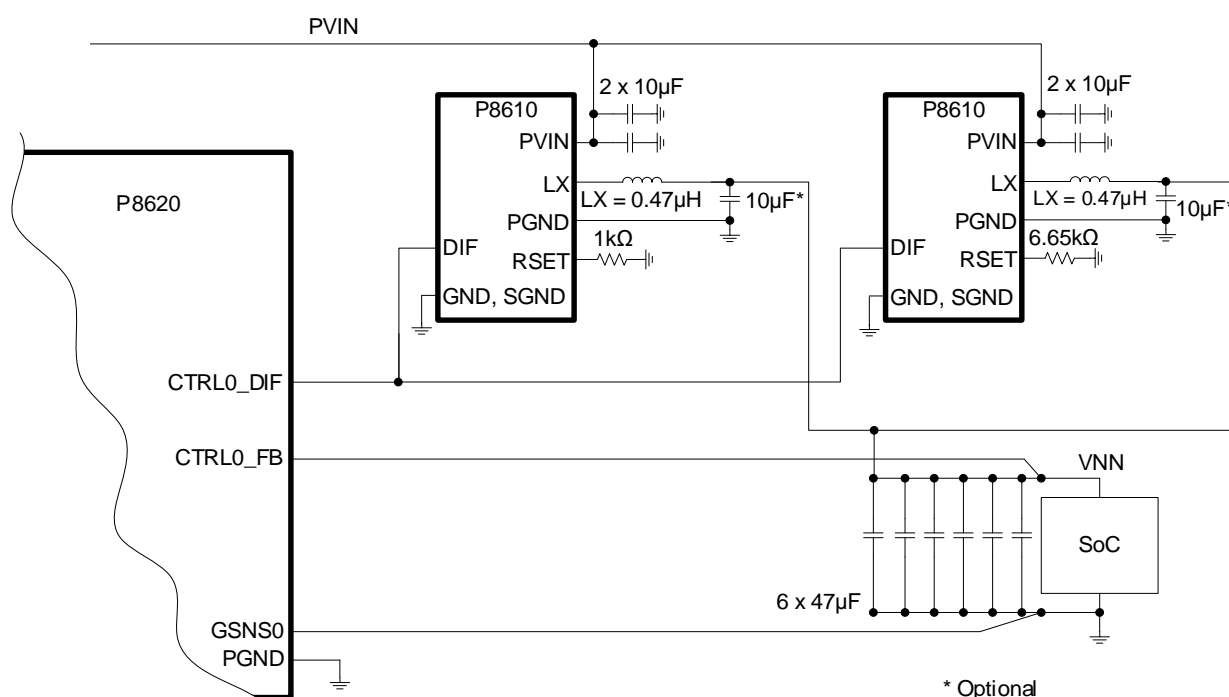 PVIN
2 x 10µF
2 x 10µF
P8610
P8610
PVIN
PVIN
P8620
LX
LX = 0.47µH
10µF*
LX
LX = 0.47µH
10µF*
PGND
PGND
DIF
1kΩ
RSET
DIF
6.65kΩ
RSET
GND, SGND
GND, SGND
CTRL0_DIF
CTRL0_FB
VNN
SoC
6 x 47µF
GSNS0
PGND
* Optional